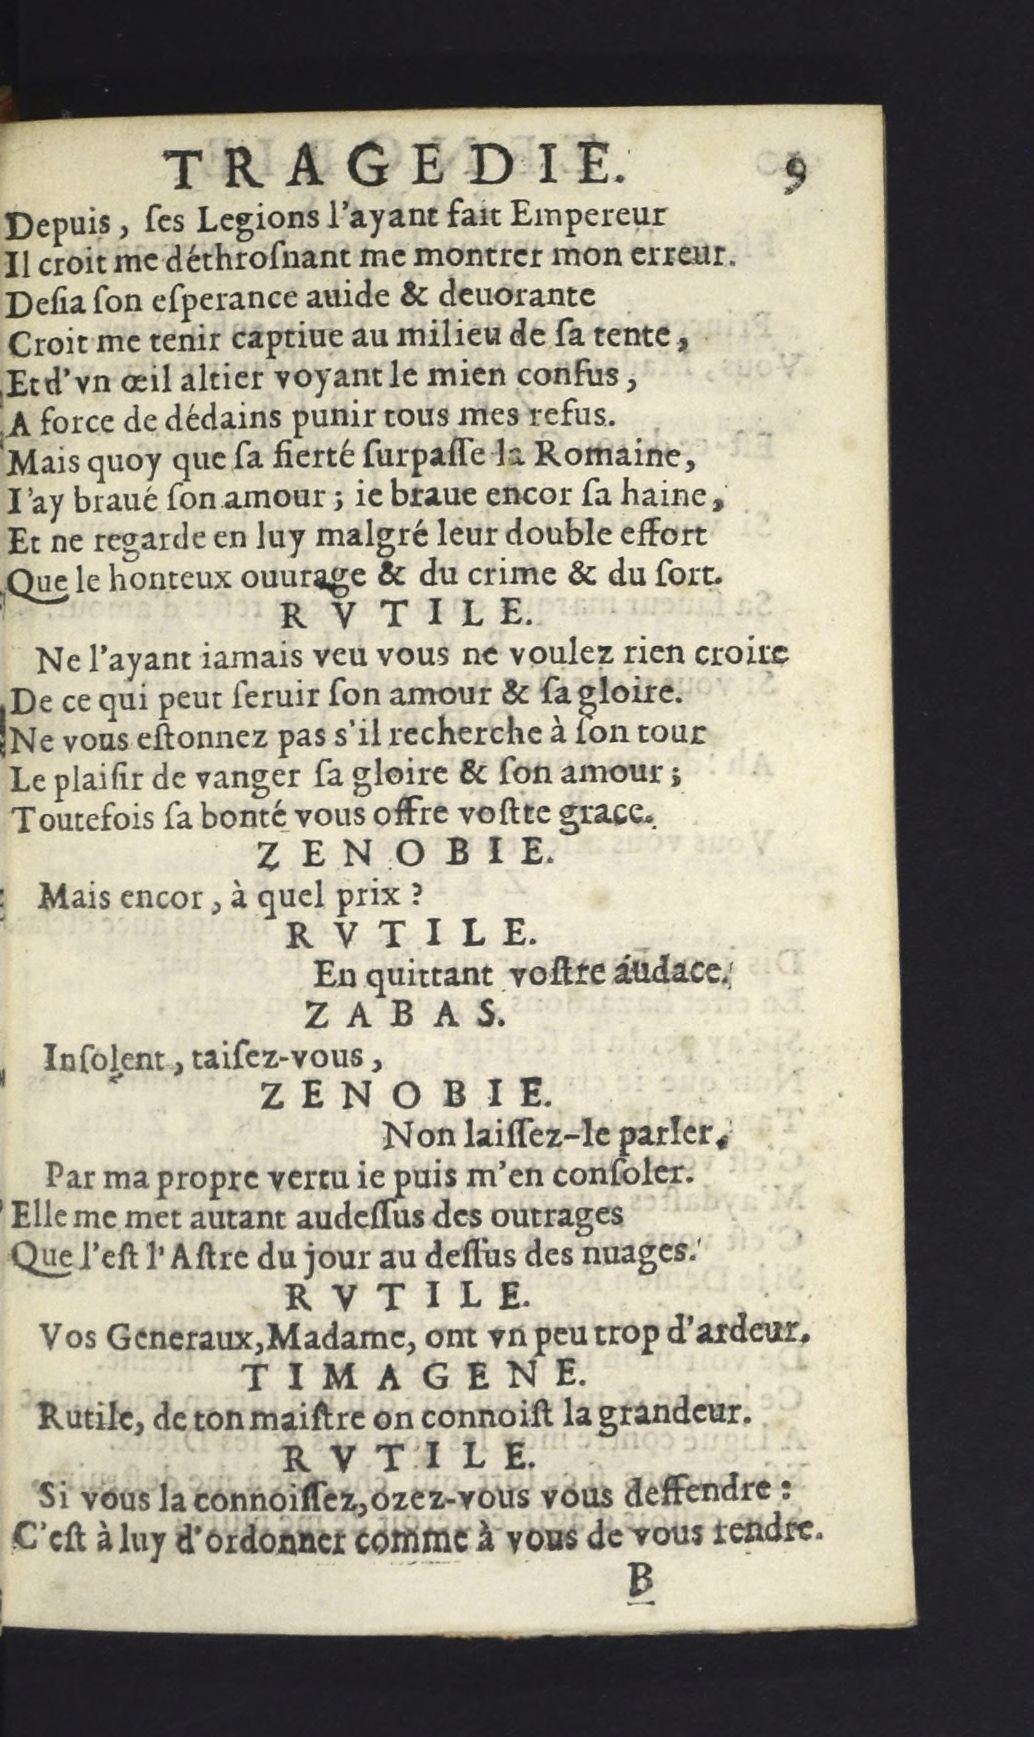 TRAGEDIE. 9
Depuis, ſes Legions l'ayant fait Empereur
Il croit me déthroſnant me montrer mon erreur.
Deſia ſon eſperance auide & deuorante
Croit me tenir captiue au milieu de ſa tente,
Et d'vn œil altier voyant le mien confus,
A force de dédains punir tous mes refus.
Mais quoy que ſa fierté ſurpaſſe la Romaine,
I'ay braué ſon amour; ie braue encor ſa haine,
Et ne regarde en luy malgré leur double effort
Que le honteux ouurage & du crime & du ſort.
RVTILE.
Ne l'ayant iamais veu vous ne voulez rien croire
De ce qui peut ſeruir ſon amour & ſa gloire.
Ne vous eſtonnez pas s'il recherche à ſon tour
Le plaiſir de vanger ſa gloire & ſon amour;
Toutefois ſa bonté vous offre voſtte grace.
ZENOBIE.
Mais encor, à quel prix?
RVTILE.
En quittant voſtre audace.
ZABAS.
Inſolent, taiſez-vous,
ZENOBIE.
Non laiſſez-le parler.
Par ma propre vertu ie puis m'en conſoler.
Elle me met autant audeſſus des outrages
Que l'eſt l'Aſtre du jour au deſſus des nuages.
RVTILE.
Vos Generaux, Madame, ont vn peu trop d'ardeur.
TIMAGENE.
Rutile, de ton maiſtre on connoiſt la grandeur.
RVTILE.
Si vous la connoiſſez, ozez-vous vous deffendre:
C'eſt à luy d'ordonner comme à vous de vous rendre.
B